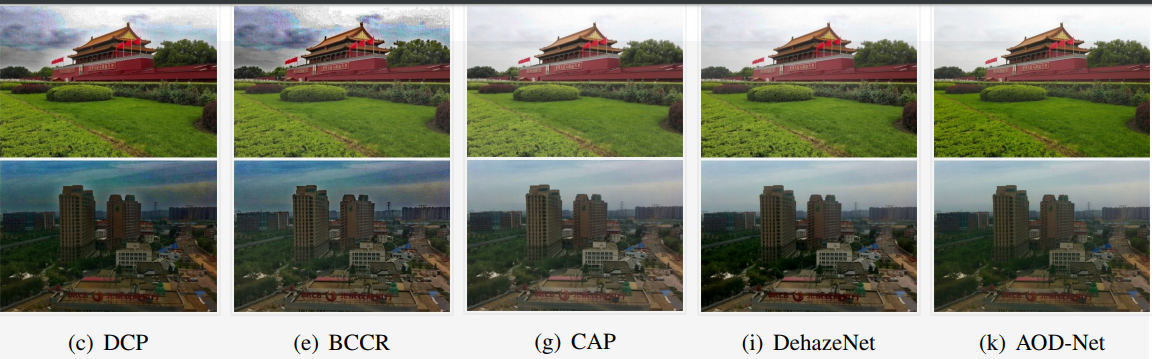 (c) DCP
(e) BCCR
(g) CAP
(i) DehazeNet
(k) AOD-Net